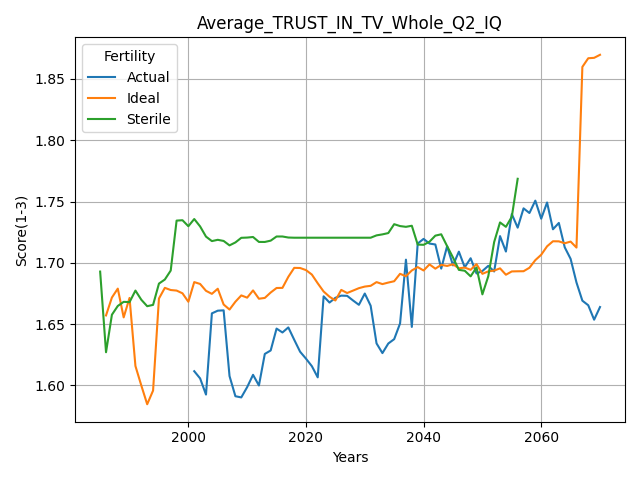 Average_TRUST_IN_TV_Whole_Q2_IQ
Fertility
Actual
Ideal
Sterile
1.85
1.80
1.75
1.70
1.65
1.60
Score(1-3)
2000
2020
2040
2060
Years